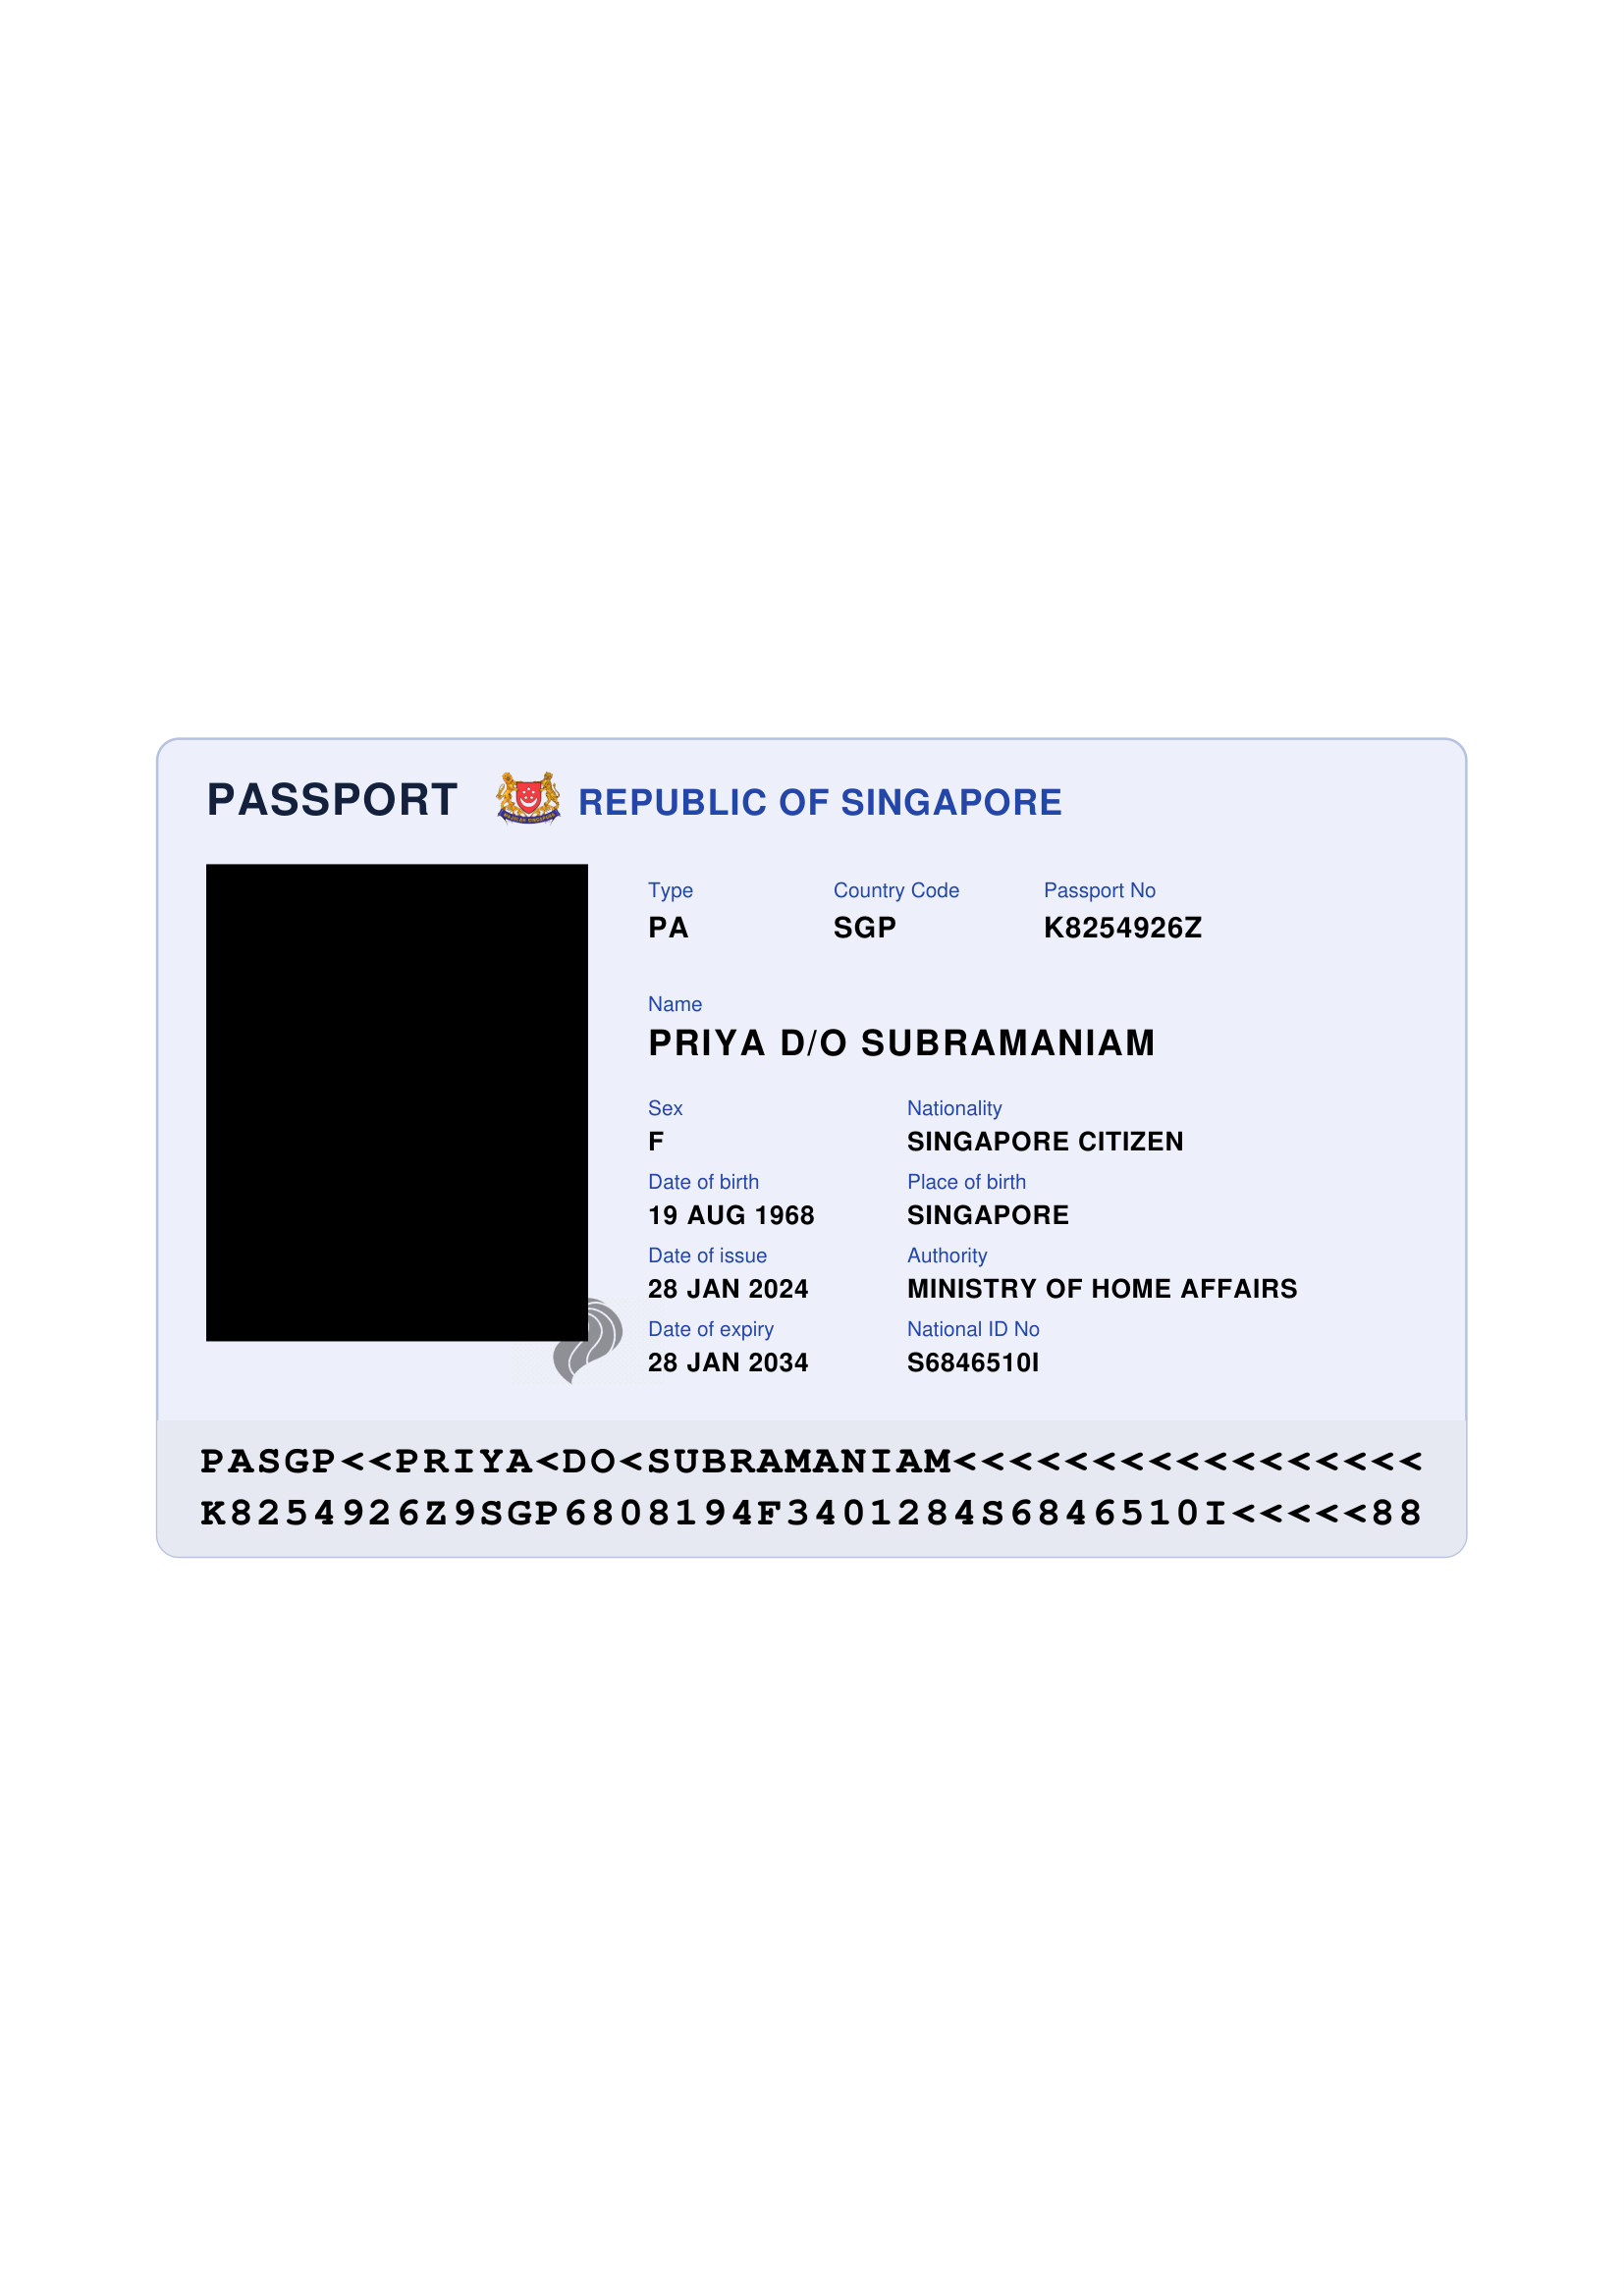 PASSPORT REPUBLIC OF SINGAPORE
Type Country Code Passport No
PA SGP K8254926Z
Name
PRIYA D/O SUBRAMANIAM
Sex Nationality
F SINGAPORE CITIZEN
Date of birth Place of birth
19 AUG 1968 SINGAPORE
Date of issue Authority
28 JAN 2024 MINISTRY OF HOME AFFAIRS
Date of expiry National ID No
28 JAN 2034 S6846510I
PASGP<<PRIYA<DO<SUBRAMANIAM<<<<<<<<<<<<<<<<<
K8254926Z9SGP6808194F3401284S6846510I<<<<<88